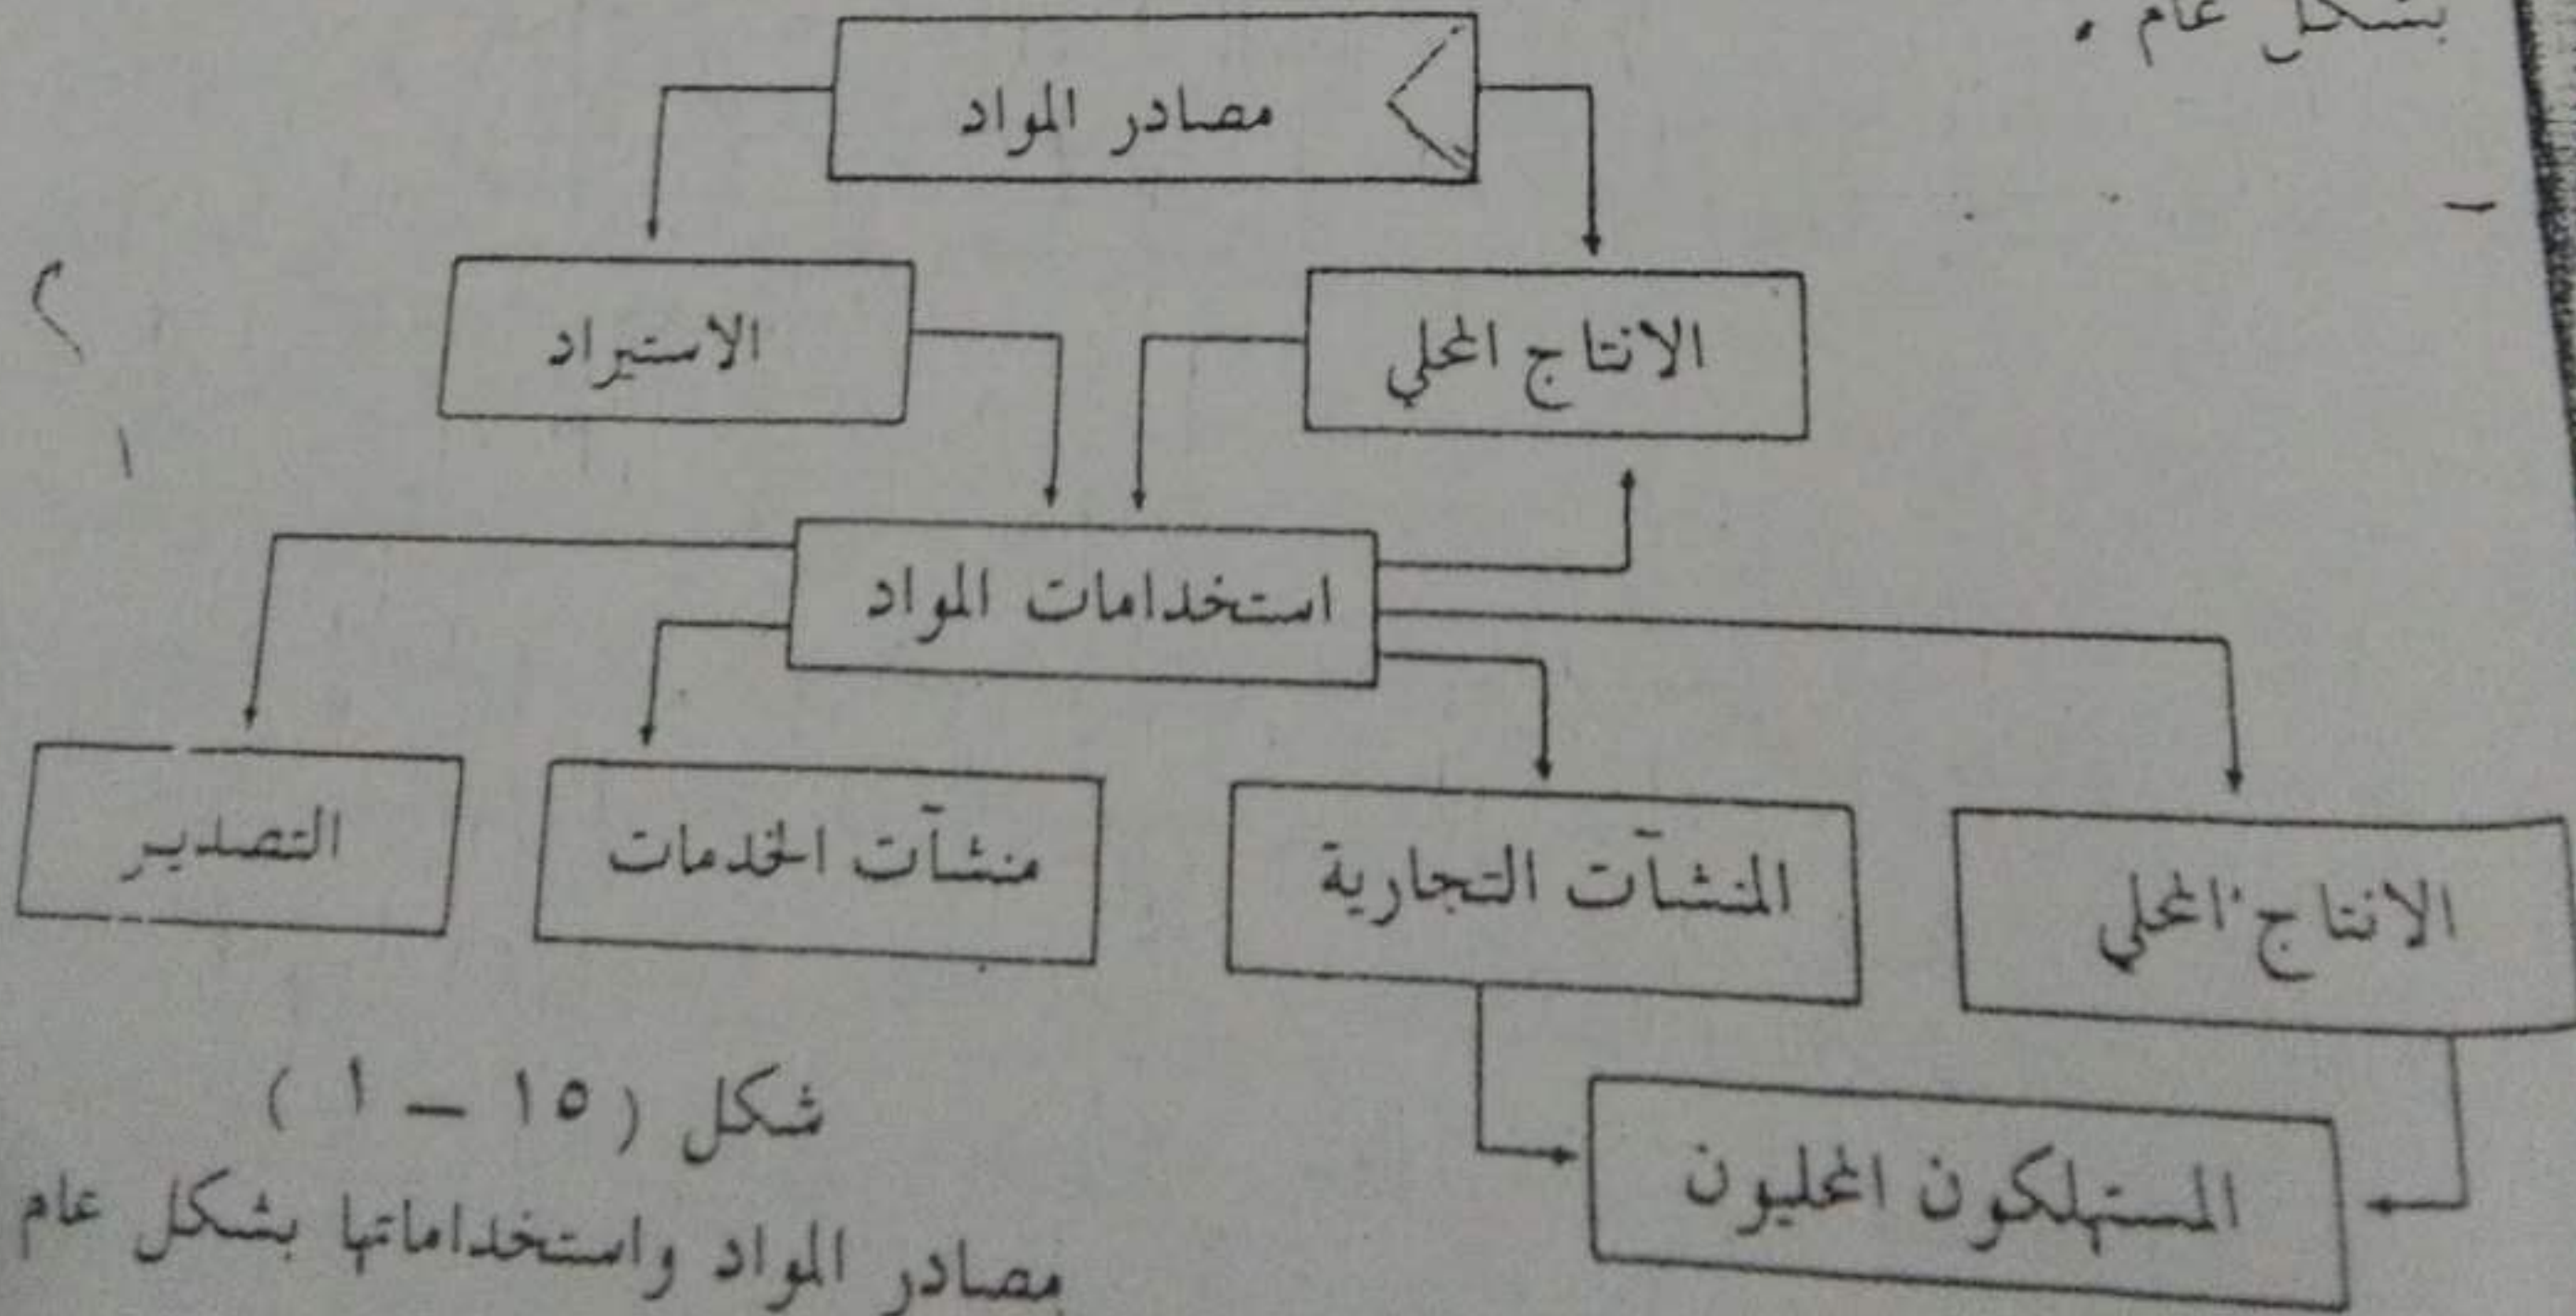 بشكل عام .
مصادر المواد
الانتاج المحلي
الاستيراد
استخدامات المواد
الانتاج المحلي
المنشآت التجارية
منشآت الخدمات
التصدير
المستهلكون المحليون
شكل ( ١٥ – ١ )
مصادر المواد واستخداماتها بشكل عام